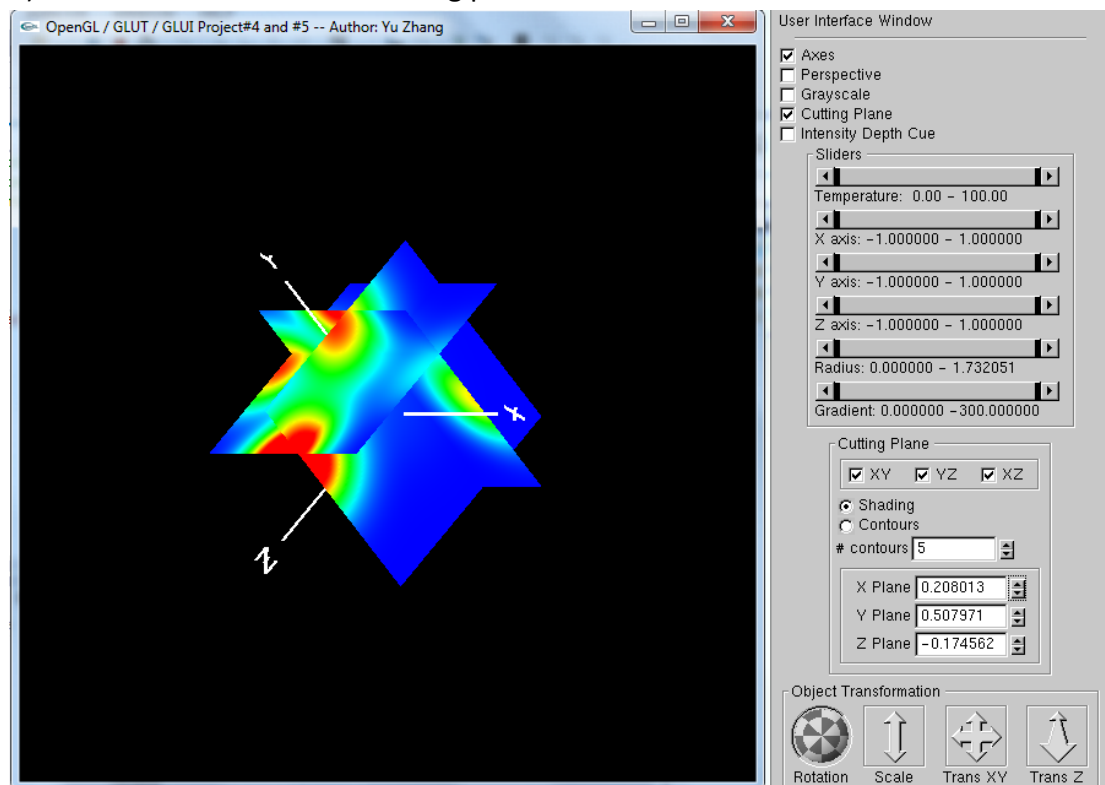 OpenGL / GLUT / GLUI Project#4 and #5 -- Author: Yu Zhang
Y
X
Z
User Interface Window
Axes
Perspective
Grayscale
Cutting Plane
Intensity Depth Cue
Sliders
Temperature: 0.00 - 100.00
X axis: -1.000000 - 1.000000
Y axis: -1.000000 - 1.000000
Z axis: -1.000000 - 1.000000
Radius: 0.000000 - 1.732051
Gradient: 0.000000 -300.000000
Cutting Plane
XY YZ XZ
Shading
Contours
# contours 5
X Plane 0.208013
Y Plane 0.507971
Z Plane -0.174562
Object Transformation
Rotation Scale Trans XY Trans Z